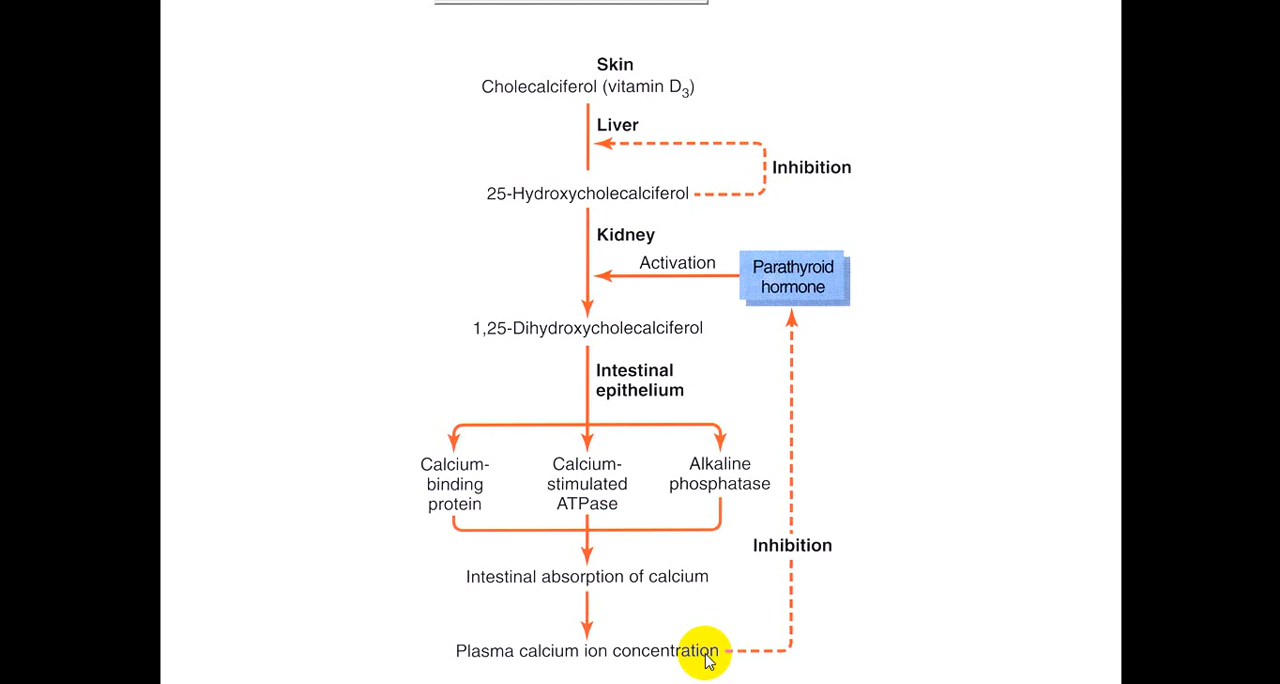 Skin
Cholecalciferol (vitamin D₃)
Liver
Inhibition
25-Hydroxycholecalciferol
Kidney
Activation
Parathyroid
hormone
1,25-Dihydroxycholecalciferol
Intestinal
epithelium
Calcium-
binding
protein
Calcium-
stimulated
ATPase
Alkaline
phosphatase
Inhibition
Intestinal absorption of calcium
Plasma calcium ion concentration